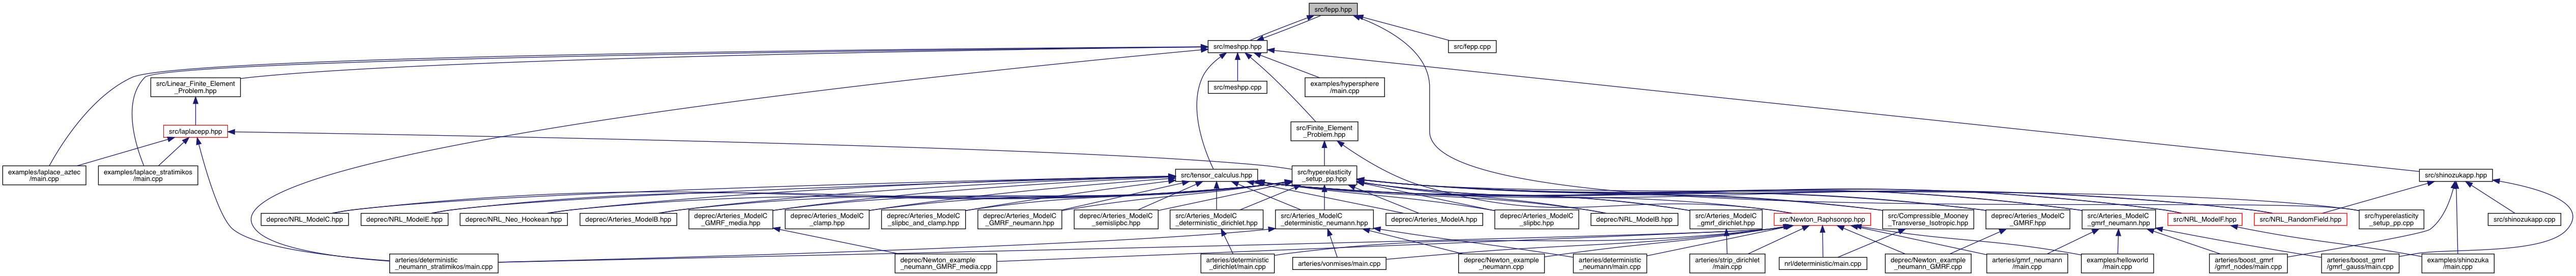 src/fepp.hpp
src/meshpp.hpp
src/fepp.cpp
src/Linear_Finite_Element
_Problem.hpp
src/meshpp.cpp
examples/hypersphere
/main.cpp
src/laplacepp.hpp
src/Finite_Element
_Problem.hpp
examples/laplace_aztec
/main.cpp
examples/laplace_stratimikos
/main.cpp
src/tensor_calculus.hpp
src/hyperelasticity
_setup_pp.hpp
src/shinozukapp.hpp
deprec/NRL_ModelC.hpp
deprec/NRL_ModelE.hpp
deprec/NRL_Neo_Hookean.hpp
deprec/Arteries_ModelB.hpp
deprec/Arteries_ModelC
_GMRF_media.hpp
deprec/Arteries_ModelC
_clamp.hpp
deprec/Arteries_ModelC
_slipbc_and_clamp.hpp
deprec/Arteries_ModelC
_GMRF_neumann.hpp
deprec/Arteries_ModelC
_semislipbc.hpp
src/Arteries_ModelC
_deterministic_dirichlet.hpp
src/Arteries_ModelC
_deterministic_neumann.hpp
deprec/Arteries_ModelA.hpp
deprec/Arteries_ModelC
_slipbc.hpp
deprec/NRL_ModelB.hpp
src/Arteries_ModelC
_gmrf_dirichlet.hpp
src/Newton_Raphsonpp.hpp
src/Compressible_Mooney
_Transverse_Isotropic.hpp
deprec/Arteries_ModelC
_GMRF.hpp
src/Arteries_ModelC
_gmrf_neumann.hpp
src/NRL_ModelF.hpp
src/NRL_RandomField.hpp
src/hyperelasticity
_setup_pp.cpp
src/shinozukapp.cpp
arteries/deterministic
_neumann_stratimikos/main.cpp
deprec/Newton_example
_neumann_GMRF_media.cpp
arteries/deterministic
_dirichlet/main.cpp
arteries/vonmises/main.cpp
deprec/Newton_example
_neumann.cpp
arteries/deterministic
_neumann/main.cpp
arteries/strip_dirichlet
/main.cpp
nrl/deterministic/main.cpp
deprec/Newton_example
_neumann_GMRF.cpp
arteries/gmrf_neumann
/main.cpp
examples/helloworld
/main.cpp
arteries/boost_gmrf
/gmrf_nodes/main.cpp
arteries/boost_gmrf
/gmrf_gauss/main.cpp
examples/shinozuka
/main.cpp